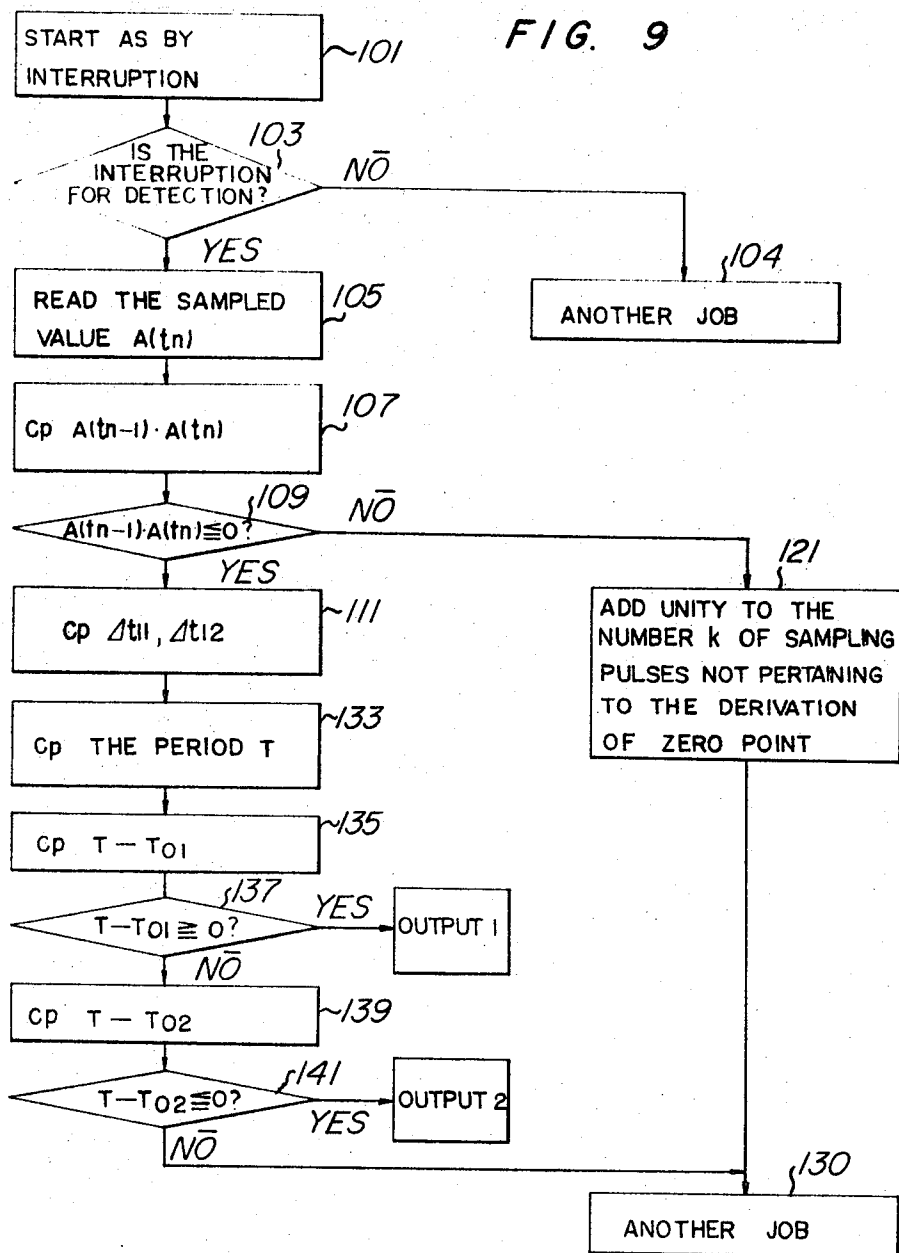 FIG. 9
START AS BY
INTERRUPTION
101
103
IS THE
INTERRUPTION
FOR DETECTION?
NŌ
YES
104
ANOTHER JOB
READ THE SAMPLED
VALUE A(tn)
105
107
Cp A(tn-1)·A(tn)
109
A(tn-1)·A(tn)≦0?
NŌ
YES
121
ADD UNITY TO THE
NUMBER k OF SAMPLING
PULSES NOT PERTAINING
TO THE DERIVATION
OF ZERO POINT
111
Cp Δt11, Δt12
133
Cp THE PERIOD T
135
Cp T-T01
137
T-T01≧0?
YES
OUTPUT 1
NŌ
Cp T-T02
139
141
T-T02≦0?
YES
OUTPUT 2
NŌ
130
ANOTHER JOB